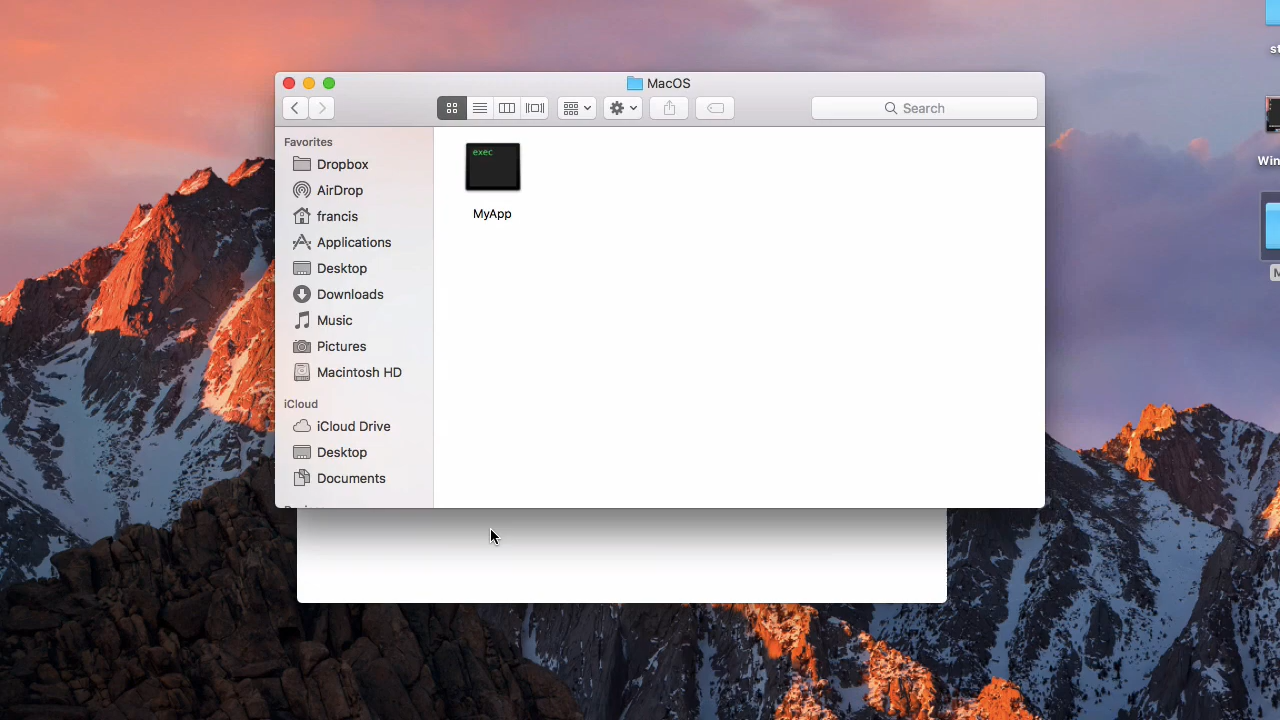 MacOS
Search
Favorites
exec
Dropbox
AirDrop
MyApp
francis
Applications
Desktop
Downloads
Music
Pictures
Macintosh HD
iCloud
iCloud Drive
Desktop
Documents